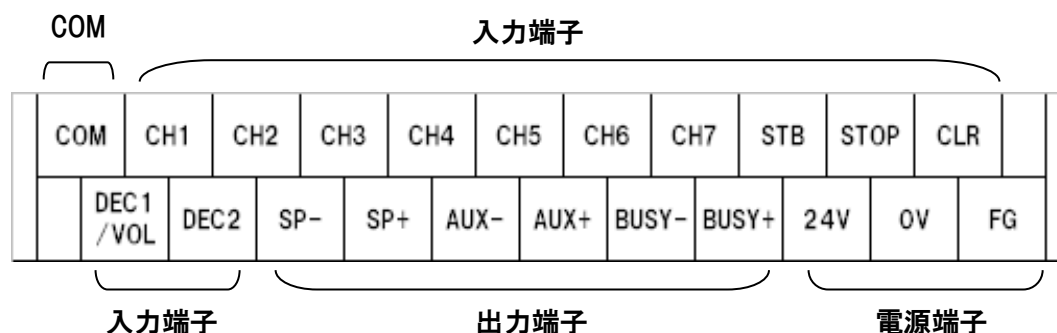 COM 入力端子
COM CH1 CH2 CH3 CH4 CH5 CH6 CH7 STB STOP CLR
DEC1
/VOL DEC2 SP- SP+ AUX- AUX+ BUSY- BUSY+ 24V 0V FG
入力端子 出力端子 電源端子